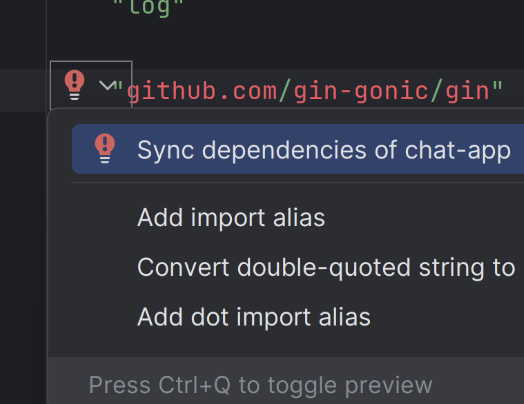 "log"
"github.com/gin-gonic/gin"
Sync dependencies of chat-app
Add import alias
Convert double-quoted string to
Add dot import alias
Press Ctrl+Q to toggle preview